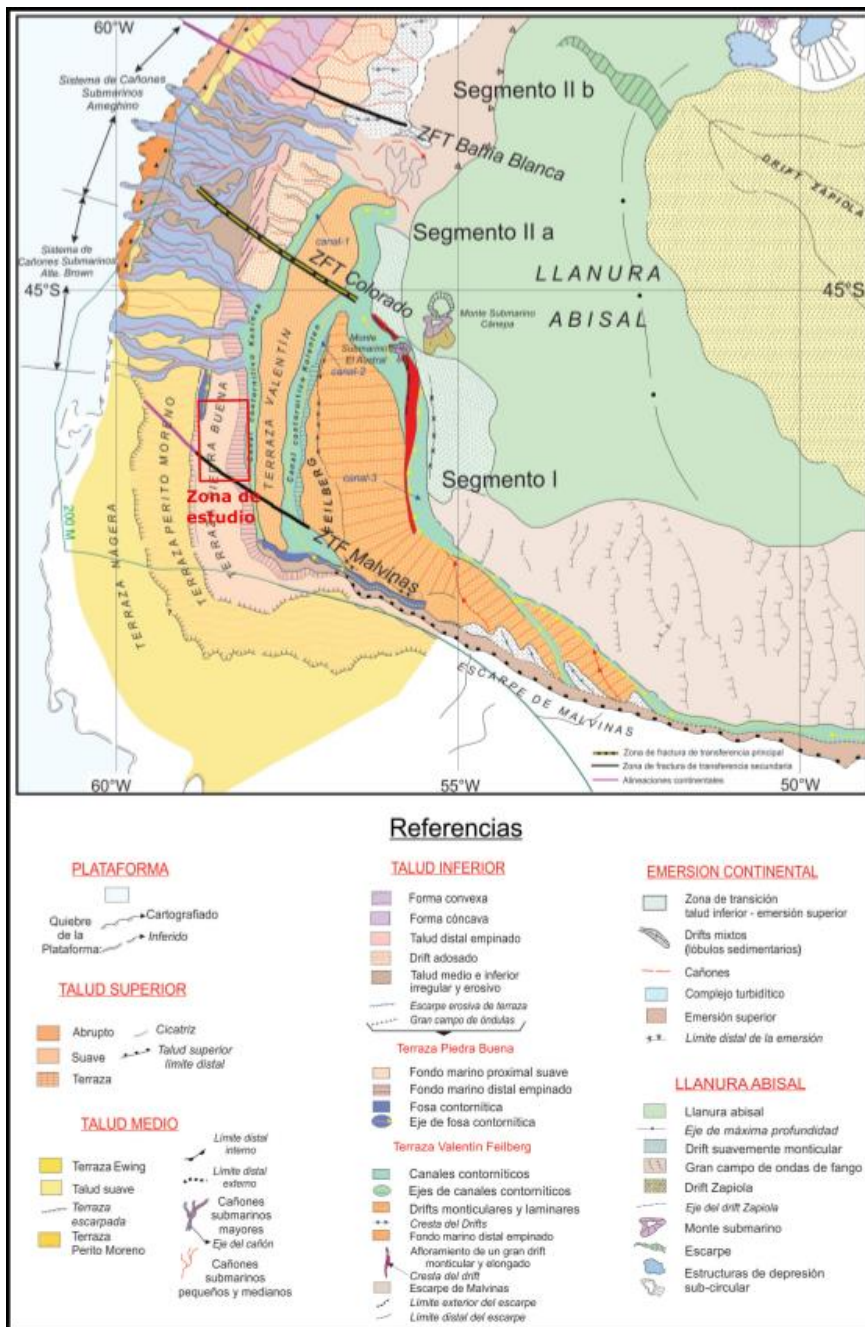 60°W
55°W
50°W
Sistema de Cañones
Submarinos
Ameghino
Segmento II b
ZFT Bahía Blanca
DRIFT ZAPIOLA
canal-1
Segmento II a
Sistema de
Cañones Submarinos
Alte. Brown
ZFT Colorado
45°S
45°S
LLANURA
ABISAL
Monte Submarino
Cánepa
Monte
Submarino
El Austral
canal-2
TERRAZA VALENTÍN
FEILBERG
TERRAZA PIEDRA BUENA
TERRAZA PERITO MORENO
TERRAZA NÁGERA
Zona de
estudio
canal-3
Segmento I
ZTF Malvinas
200 M
ESCARPE DE MALVINAS
Zona de fractura de transferencia principal
Zona de fractura de transferencia secundaria
Alineaciones continentales
60°W
55°W
50°W
Referencias
PLATAFORMA
Quiebre
de la
Plataforma:
Cartografiado
Inferido
TALUD SUPERIOR
Abrupto
Suave
Terraza
Cicatriz
Talud superior
límite distal
TALUD MEDIO
Terraza Ewing
Talud suave
Terraza
escarpada
Terraza
Perito Moreno
Límite distal
interno
Límite distal
externo
Cañones
submarinos
mayores
Eje del cañón
Cañones
submarinos
pequeños y medianos
TALUD INFERIOR
Forma convexa
Forma cóncava
Talud distal empinado
Drift adosado
Talud medio e inferior
irregular y erosivo
Escarpe erosiva de terraza
Gran campo de óndulas
Terraza Piedra Buena
Fondo marino proximal suave
Fondo marino distal empinado
Fosa contornítica
Eje de fosa contornítica
Terraza Valentín Feilberg
Canales contorníticos
Ejes de canales contorníticos
Drifts monticulares y laminares
Cresta del Drifts
Fondo marino distal empinado
Afloramiento de un gran drift
monticular y elongado
Cresta del drift
Escarpe de Malvinas
Límite exterior del escarpe
Límite distal del escarpe
EMERSION CONTINENTAL
Zona de transición
talud inferior - emersión superior
Drifts mixtos
(lóbulos sedimentarios)
Cañones
Complejo turbidítico
Emersión superior
Límite distal de la emersión
LLANURA ABISAL
Llanura abisal
Eje de máxima profundidad
Drift suavemente monticular
Gran campo de ondas de fango
Drift Zapiola
Eje del drift Zapiola
Monte submarino
Escarpe
Estructuras de depresión
sub-circular